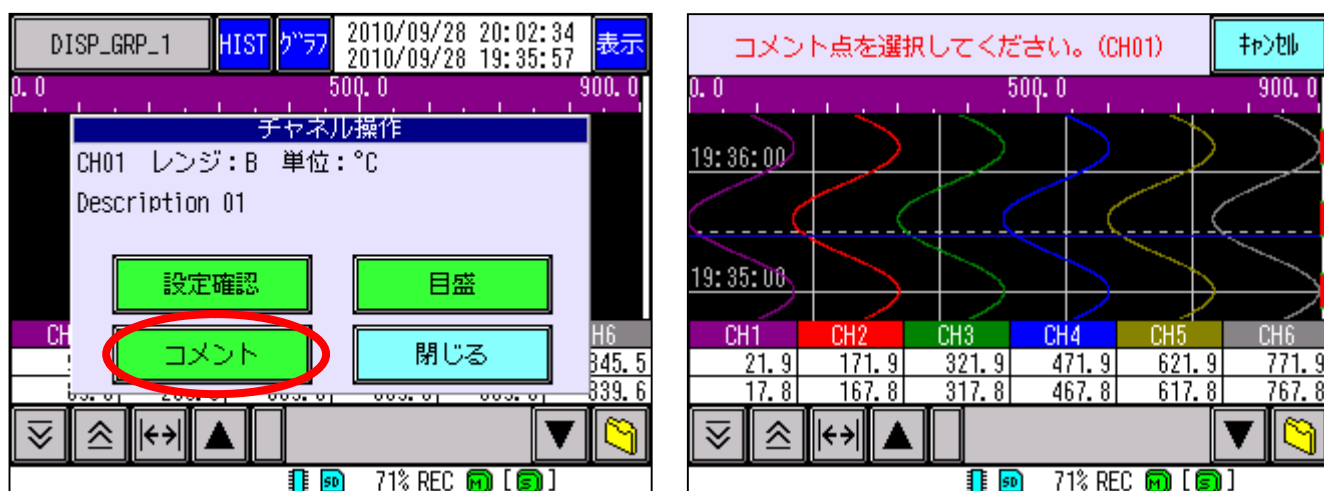 DISP_GRP_1
HIST
グラフ
2010/09/28 20:02:34
2010/09/28 19:35:57
表示
0.0 500.0 900.0
チャネル操作
CH01 レンジ:B 単位:°C
Description 01
設定確認
目盛
コメント
閉じる
CH H6
845.5
839.6
71% REC M [S]
コメント点を選択してください。(CH01)
キャンセル
0.0 500.0 900.0
19:36:00
19:35:00
CH1 CH2 CH3 CH4 CH5 CH6
21.9 171.9 321.9 471.9 621.9 771.9
17.8 167.8 317.8 467.8 617.8 767.8
SD 71% REC M [S]